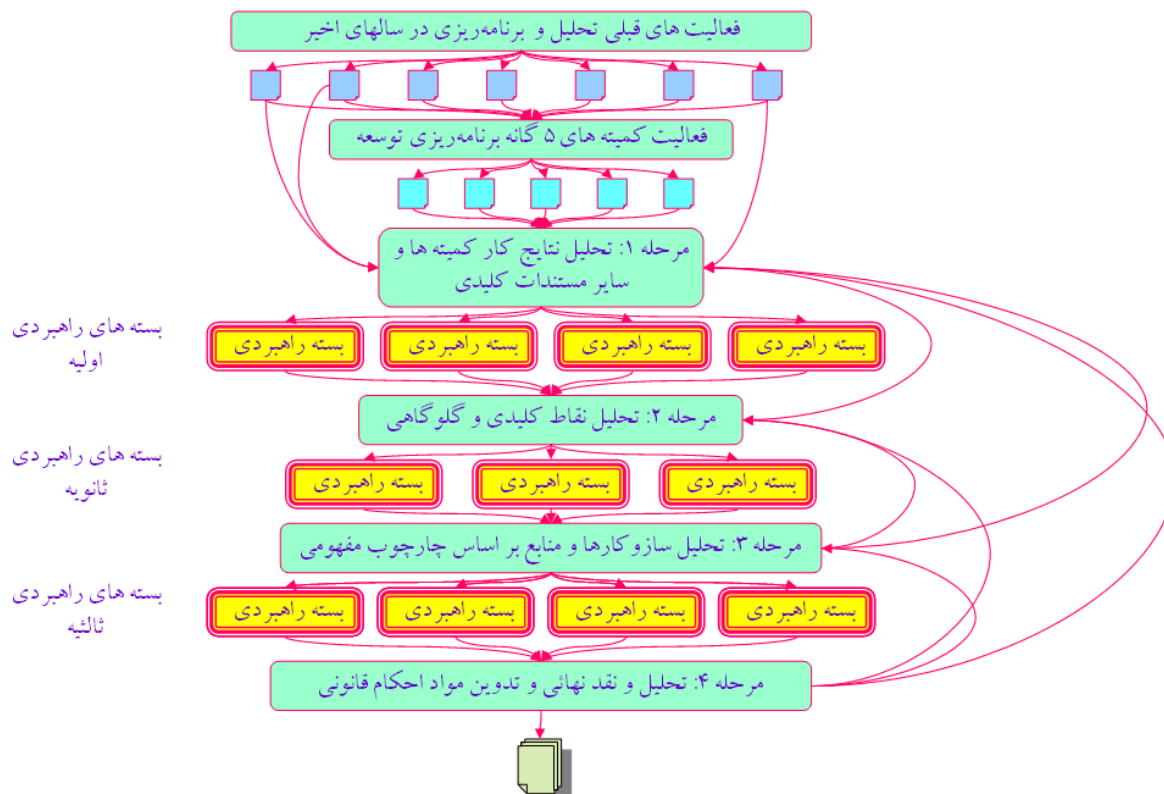 فعالیت های قبلی تحلیل و برنامه‌ریزی در سالهای اخیر
فعالیت کمیته های ۵ گانه برنامه‌ریزی توسعه
مرحله ۱: تحلیل نتایج کار کمیته ها و
سایر مستندات کلیدی
بسته های راهبردی
اولیه
بسته راهبردی
بسته راهبردی
بسته راهبردی
بسته راهبردی
مرحله ۲: تحلیل نقاط کلیدی و گلوگاهی
بسته های راهبردی
ثانویه
بسته راهبردی
بسته راهبردی
بسته راهبردی
مرحله ۳: تحلیل سازوکارها و منابع بر اساس چارچوب مفهومی
بسته های راهبردی
ثالثیه
بسته راهبردی
بسته راهبردی
بسته راهبردی
بسته راهبردی
مرحله ۴: تحلیل و نقد نهائی و تدوین مواد احکام قانونی